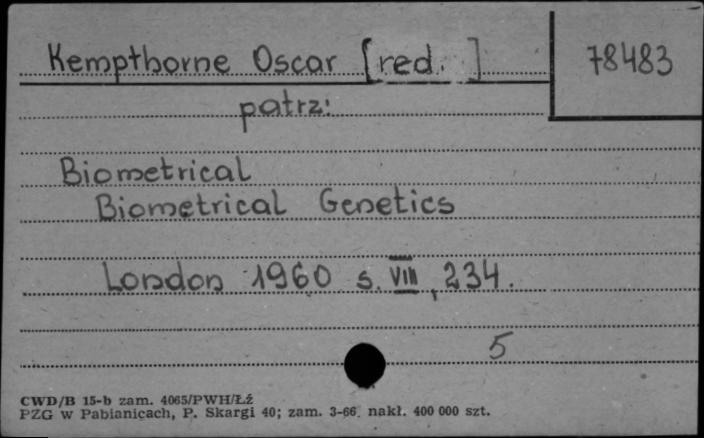 Kempthorne Oscar [red.]
78483
patrz:
Biometrical
Biometrical Genetics
London 1960 s. VIII, 234.
5
CWD/B 15-b zam. 4065/PWH/Łź
PZG w Pabianicach, P. Skargi 40; zam. 3-66. nakł. 400 000 szt.